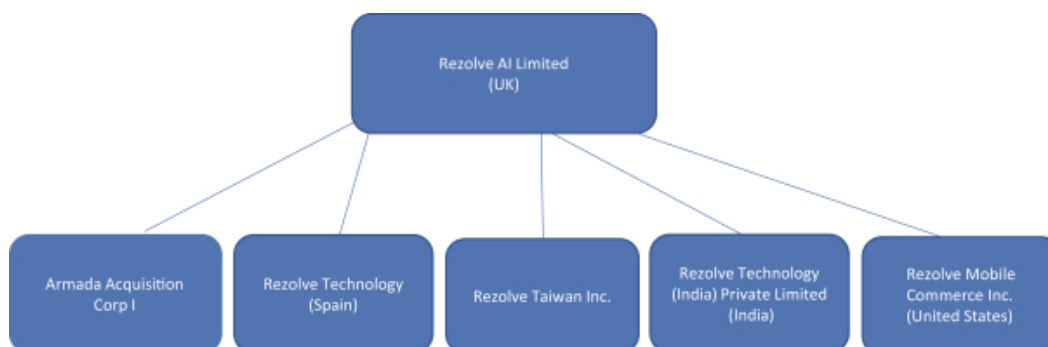 Rezolve AI Limited
(UK)
Armada Acquisition
Corp I
Rezolve Technology
(Spain)
Rezolve Taiwan Inc.
Rezolve Technology
(India) Private Limited
(India)
Rezolve Mobile
Commerce Inc.
(United States)